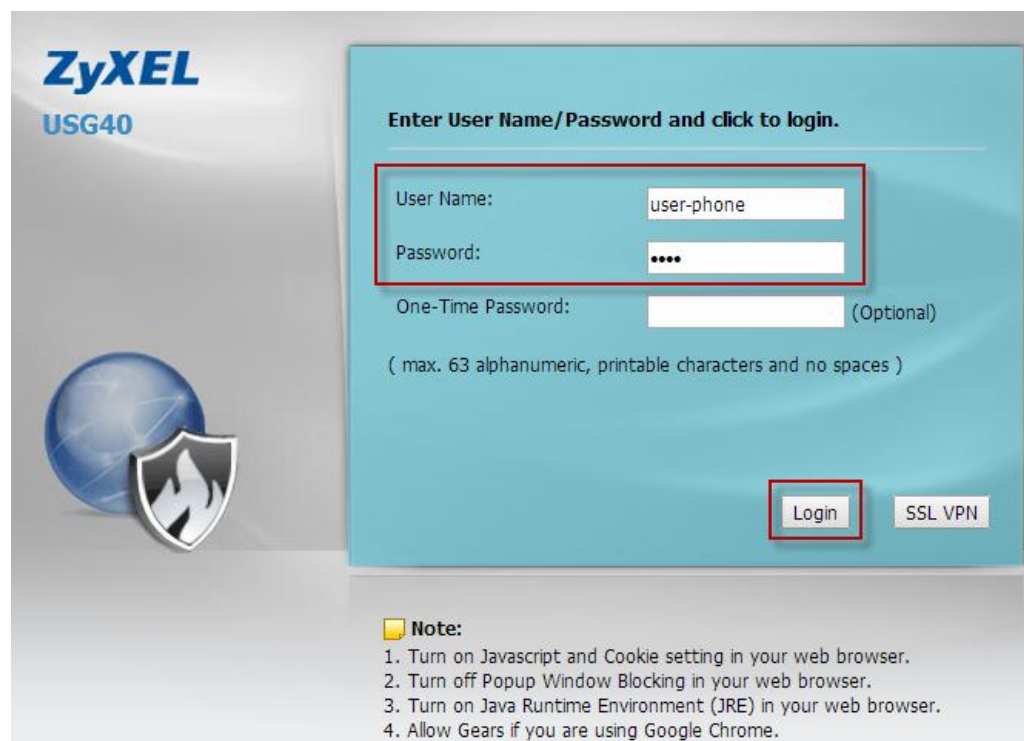 ZyXEL
USG40
Enter User Name/Password and click to login.
User Name: user-phone
Password: ••••
One-Time Password: (Optional)
( max. 63 alphanumeric, printable characters and no spaces )
Login SSL VPN
Note:
1. Turn on Javascript and Cookie setting in your web browser.
2. Turn off Popup Window Blocking in your web browser.
3. Turn on Java Runtime Environment (JRE) in your web browser.
4. Allow Gears if you are using Google Chrome.